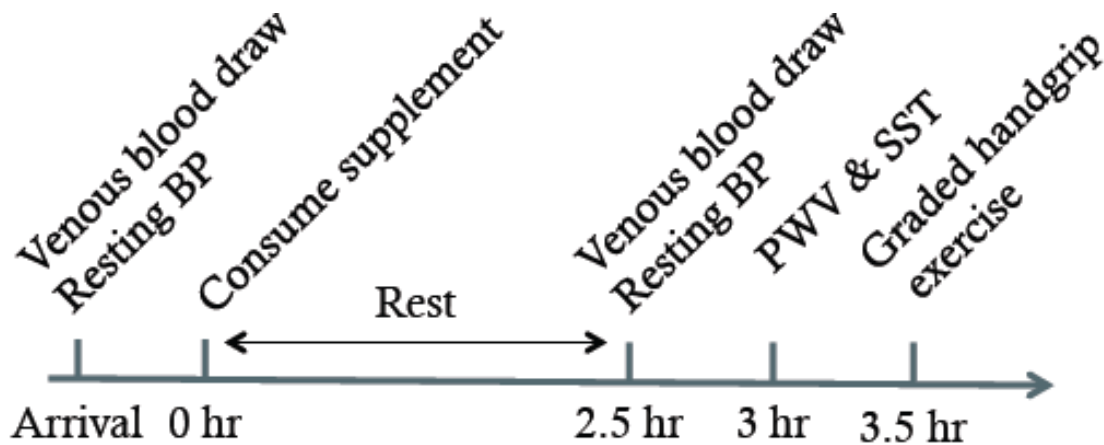 Venous blood draw
Resting BP
Consume supplement
Venous blood draw
Resting BP
PWV & SST
Graded handgrip
exercise
Rest
Arrival
0 hr
2.5 hr
3 hr
3.5 hr